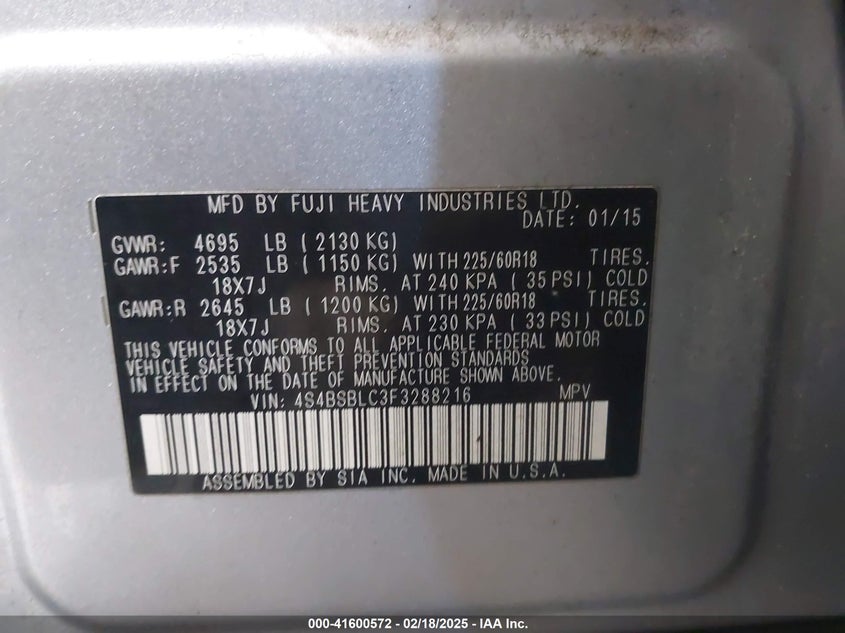 MFD BY FUJI HEAVY INDUSTRIES LTD.
DATE: 01/15
GVWR: 4695 LB ( 2130 KG)
GAWR:F 2535 LB ( 1150 KG) WITH 225/60R18 TIRES.
18X7J RIMS. AT 240 KPA ( 35 PSI) COLD
GAWR:R 2645 LB ( 1200 KG) WITH 225/60R18 TIRES.
18X7J RIMS. AT 230 KPA ( 33 PSI) COLD
THIS VEHICLE CONFORMS TO ALL APPLICABLE FEDERAL MOTOR
VEHICLE SAFETY AND THEFT PREVENTION STANDARDS
IN EFFECT ON THE DATE OF MANUFACTURE SHOWN ABOVE.
VIN: 4S4BSBLC3F3288216 MPV
ASSEMBLED BY SIA INC. MADE IN U.S.A.
000-41600572 - 02/18/2025 - IAA Inc.